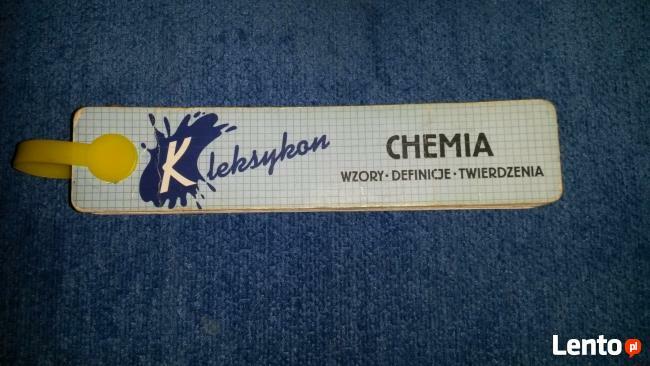 Kleksykon
CHEMIA
WZORY · DEFINICJE · TWIERDZENIA
Lento pl